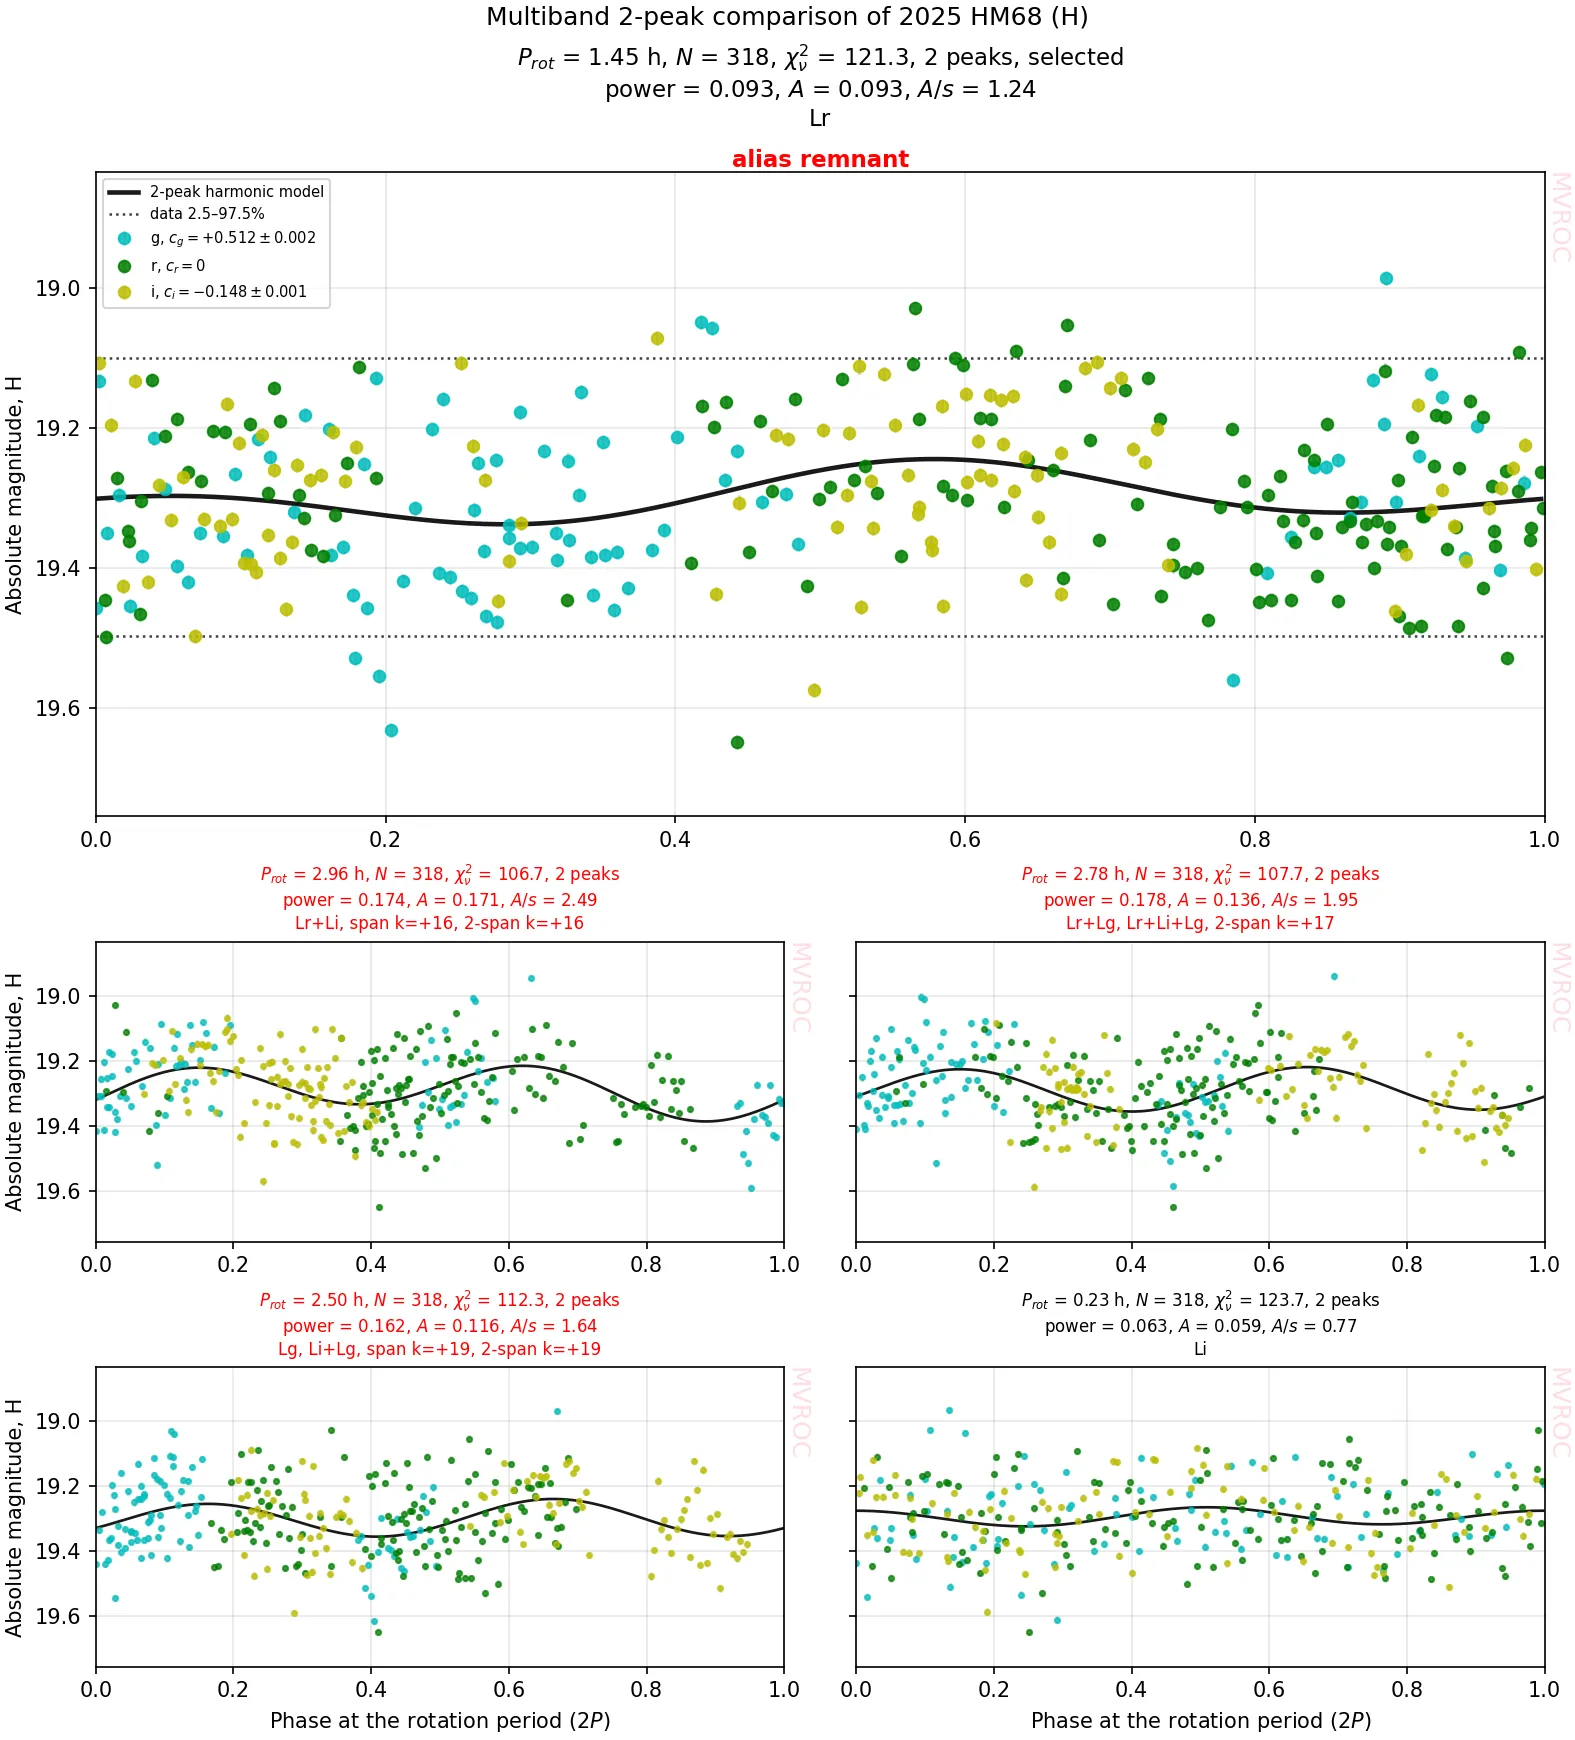 Multiband 2-peak comparison of 2025 HM68 (H)
P_rot = 1.45 h, N = 318, χ²_ν = 121.3, 2 peaks, selected
power = 0.093, A = 0.093, A/s = 1.24
Lr
alias remnant
2-peak harmonic model
data 2.5–97.5%
g, c_g = +0.512 ± 0.002
r, c_r = 0
i, c_i = −0.148 ± 0.001
MVROC
Absolute magnitude, H
19.0
19.2
19.4
19.6
0.0 0.2 0.4 0.6 0.8 1.0
P_rot = 2.96 h, N = 318, χ²_ν = 106.7, 2 peaks
power = 0.174, A = 0.171, A/s = 2.49
Lr+Li, span k=+16, 2-span k=+16
MVROC
Absolute magnitude, H
19.0
19.2
19.4
19.6
0.0 0.2 0.4 0.6 0.8 1.0
P_rot = 2.78 h, N = 318, χ²_ν = 107.7, 2 peaks
power = 0.178, A = 0.136, A/s = 1.95
Lr+Lg, Lr+Li+Lg, 2-span k=+17
MVROC
0.0 0.2 0.4 0.6 0.8 1.0
P_rot = 2.50 h, N = 318, χ²_ν = 112.3, 2 peaks
power = 0.162, A = 0.116, A/s = 1.64
Lg, Li+Lg, span k=+19, 2-span k=+19
MVROC
Absolute magnitude, H
19.0
19.2
19.4
19.6
0.0 0.2 0.4 0.6 0.8 1.0
Phase at the rotation period (2P)
P_rot = 0.23 h, N = 318, χ²_ν = 123.7, 2 peaks
power = 0.063, A = 0.059, A/s = 0.77
Li
MVROC
0.0 0.2 0.4 0.6 0.8 1.0
Phase at the rotation period (2P)